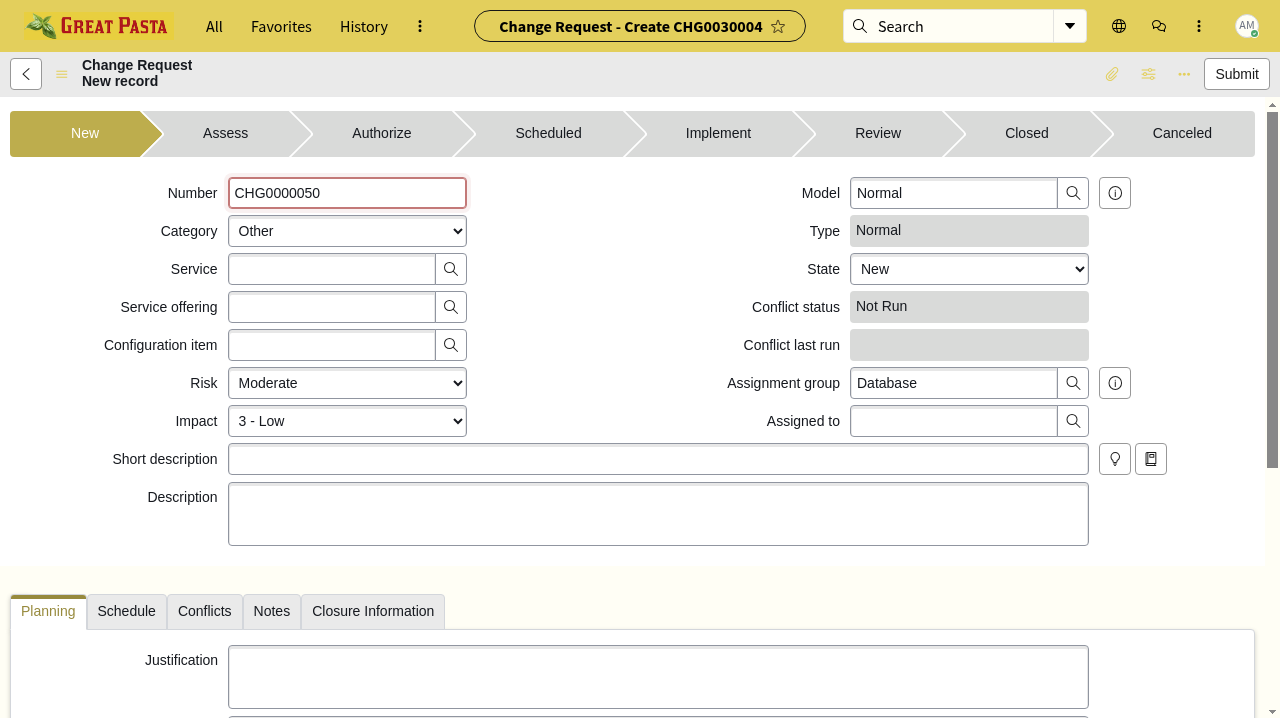 GREAT PASTA
All
Favorites
History
Change Request - Create CHG0030004
Search
AM
Change Request
New record
Submit
New
Assess
Authorize
Scheduled
Implement
Review
Closed
Canceled
Number
CHG0000050
Model
Normal
Category
Other
Type
Normal
Service
State
New
Service offering
Conflict status
Not Run
Configuration item
Conflict last run
Risk
Moderate
Assignment group
Database
Impact
3 - Low
Assigned to
Short description
Description
Planning
Schedule
Conflicts
Notes
Closure Information
Justification